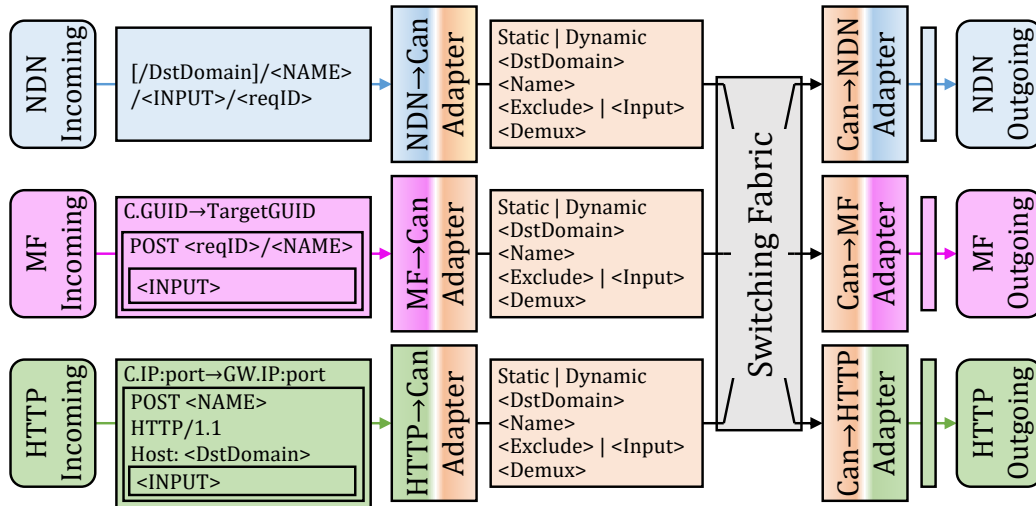 NDN
Incoming
[/DstDomain]/<NAME>
/<INPUT>/<reqID>
NDN→Can
Adapter
Static | Dynamic
<DstDomain>
<Name>
<Exclude> | <Input>
<Demux>
Can→NDN
Adapter
NDN
Outgoing
MF
Incoming
C.GUID→TargetGUID
POST <reqID>/<NAME>
<INPUT>
MF→Can
Adapter
Static | Dynamic
<DstDomain>
<Name>
<Exclude> | <Input>
<Demux>
Switching Fabric
Can→MF
Adapter
MF
Outgoing
HTTP
Incoming
C.IP:port→GW.IP:port
POST <NAME>
HTTP/1.1
Host: <DstDomain>
<INPUT>
HTTP→Can
Adapter
Static | Dynamic
<DstDomain>
<Name>
<Exclude> | <Input>
<Demux>
Can→HTTP
Adapter
HTTP
Outgoing